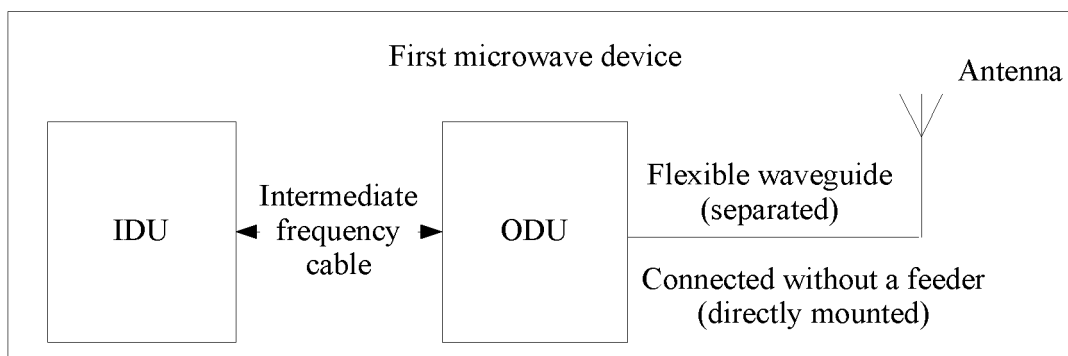 First microwave device
Antenna
IDU
Intermediate
frequency
cable
ODU
Flexible waveguide
(separated)
Connected without a feeder
(directly mounted)